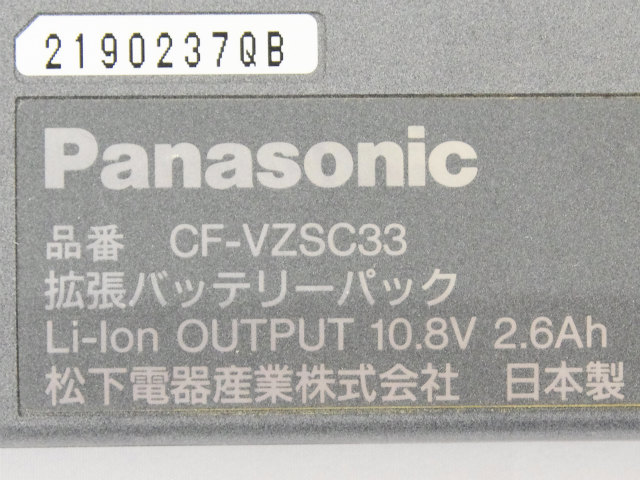 2190237QB
Panasonic
品番 CF-VZSC33
拡張バッテリーパック
Li-Ion OUTPUT 10.8V 2.6Ah
松下電器産業株式会社 日本製